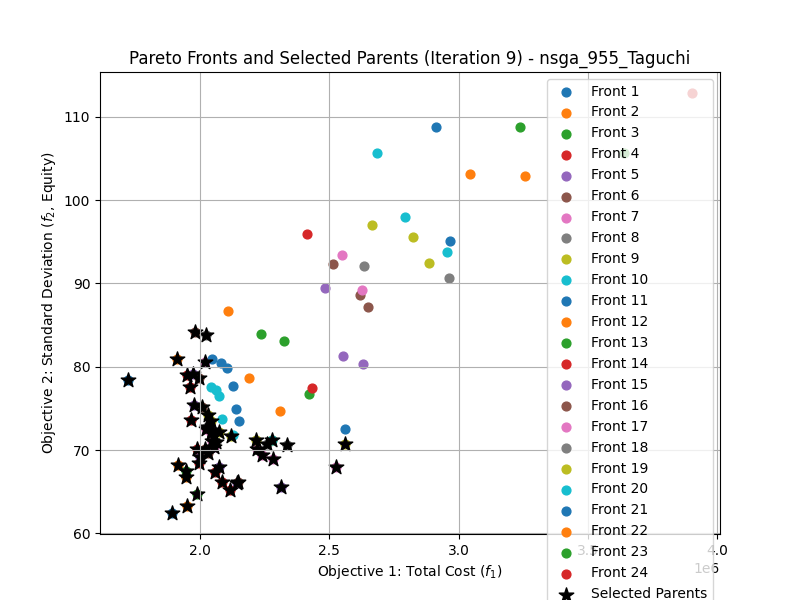 Pareto Fronts and Selected Parents (Iteration 9) - nsga_955_Taguchi
Objective 2: Standard Deviation (f₂, Equity)
110
100
90
80
70
60
2.0
2.5
3.0
3.5
4.0
1e6
Objective 1: Total Cost (f₁)
Front 1
Front 2
Front 3
Front 4
Front 5
Front 6
Front 7
Front 8
Front 9
Front 10
Front 11
Front 12
Front 13
Front 14
Front 15
Front 16
Front 17
Front 18
Front 19
Front 20
Front 21
Front 22
Front 23
Front 24
Selected Parents